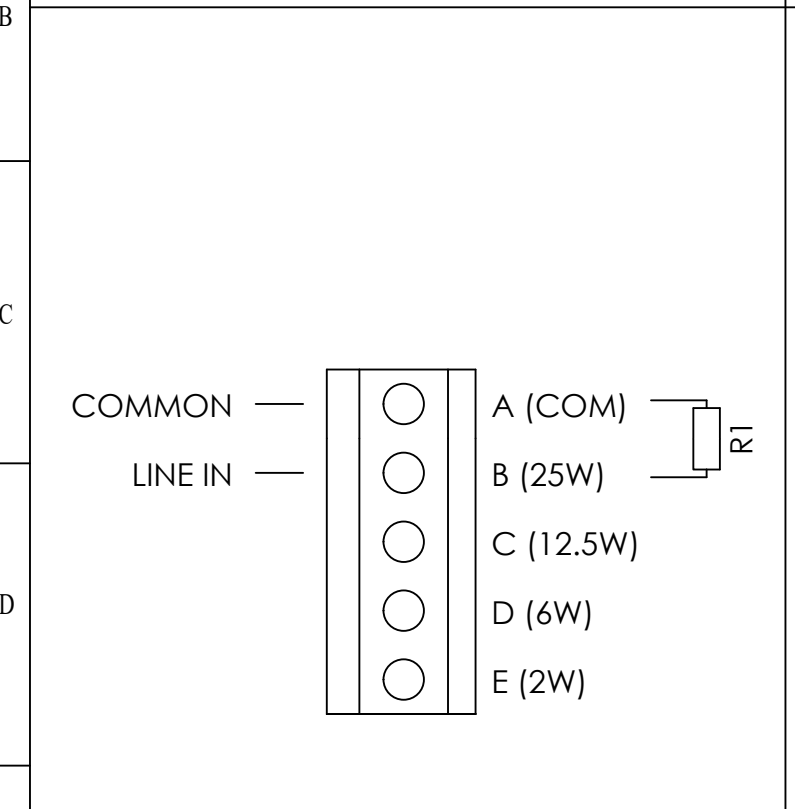 B
C
COMMON A (COM)
R1
LINE IN B (25W)
C (12.5W)
D
D (6W)
E (2W)